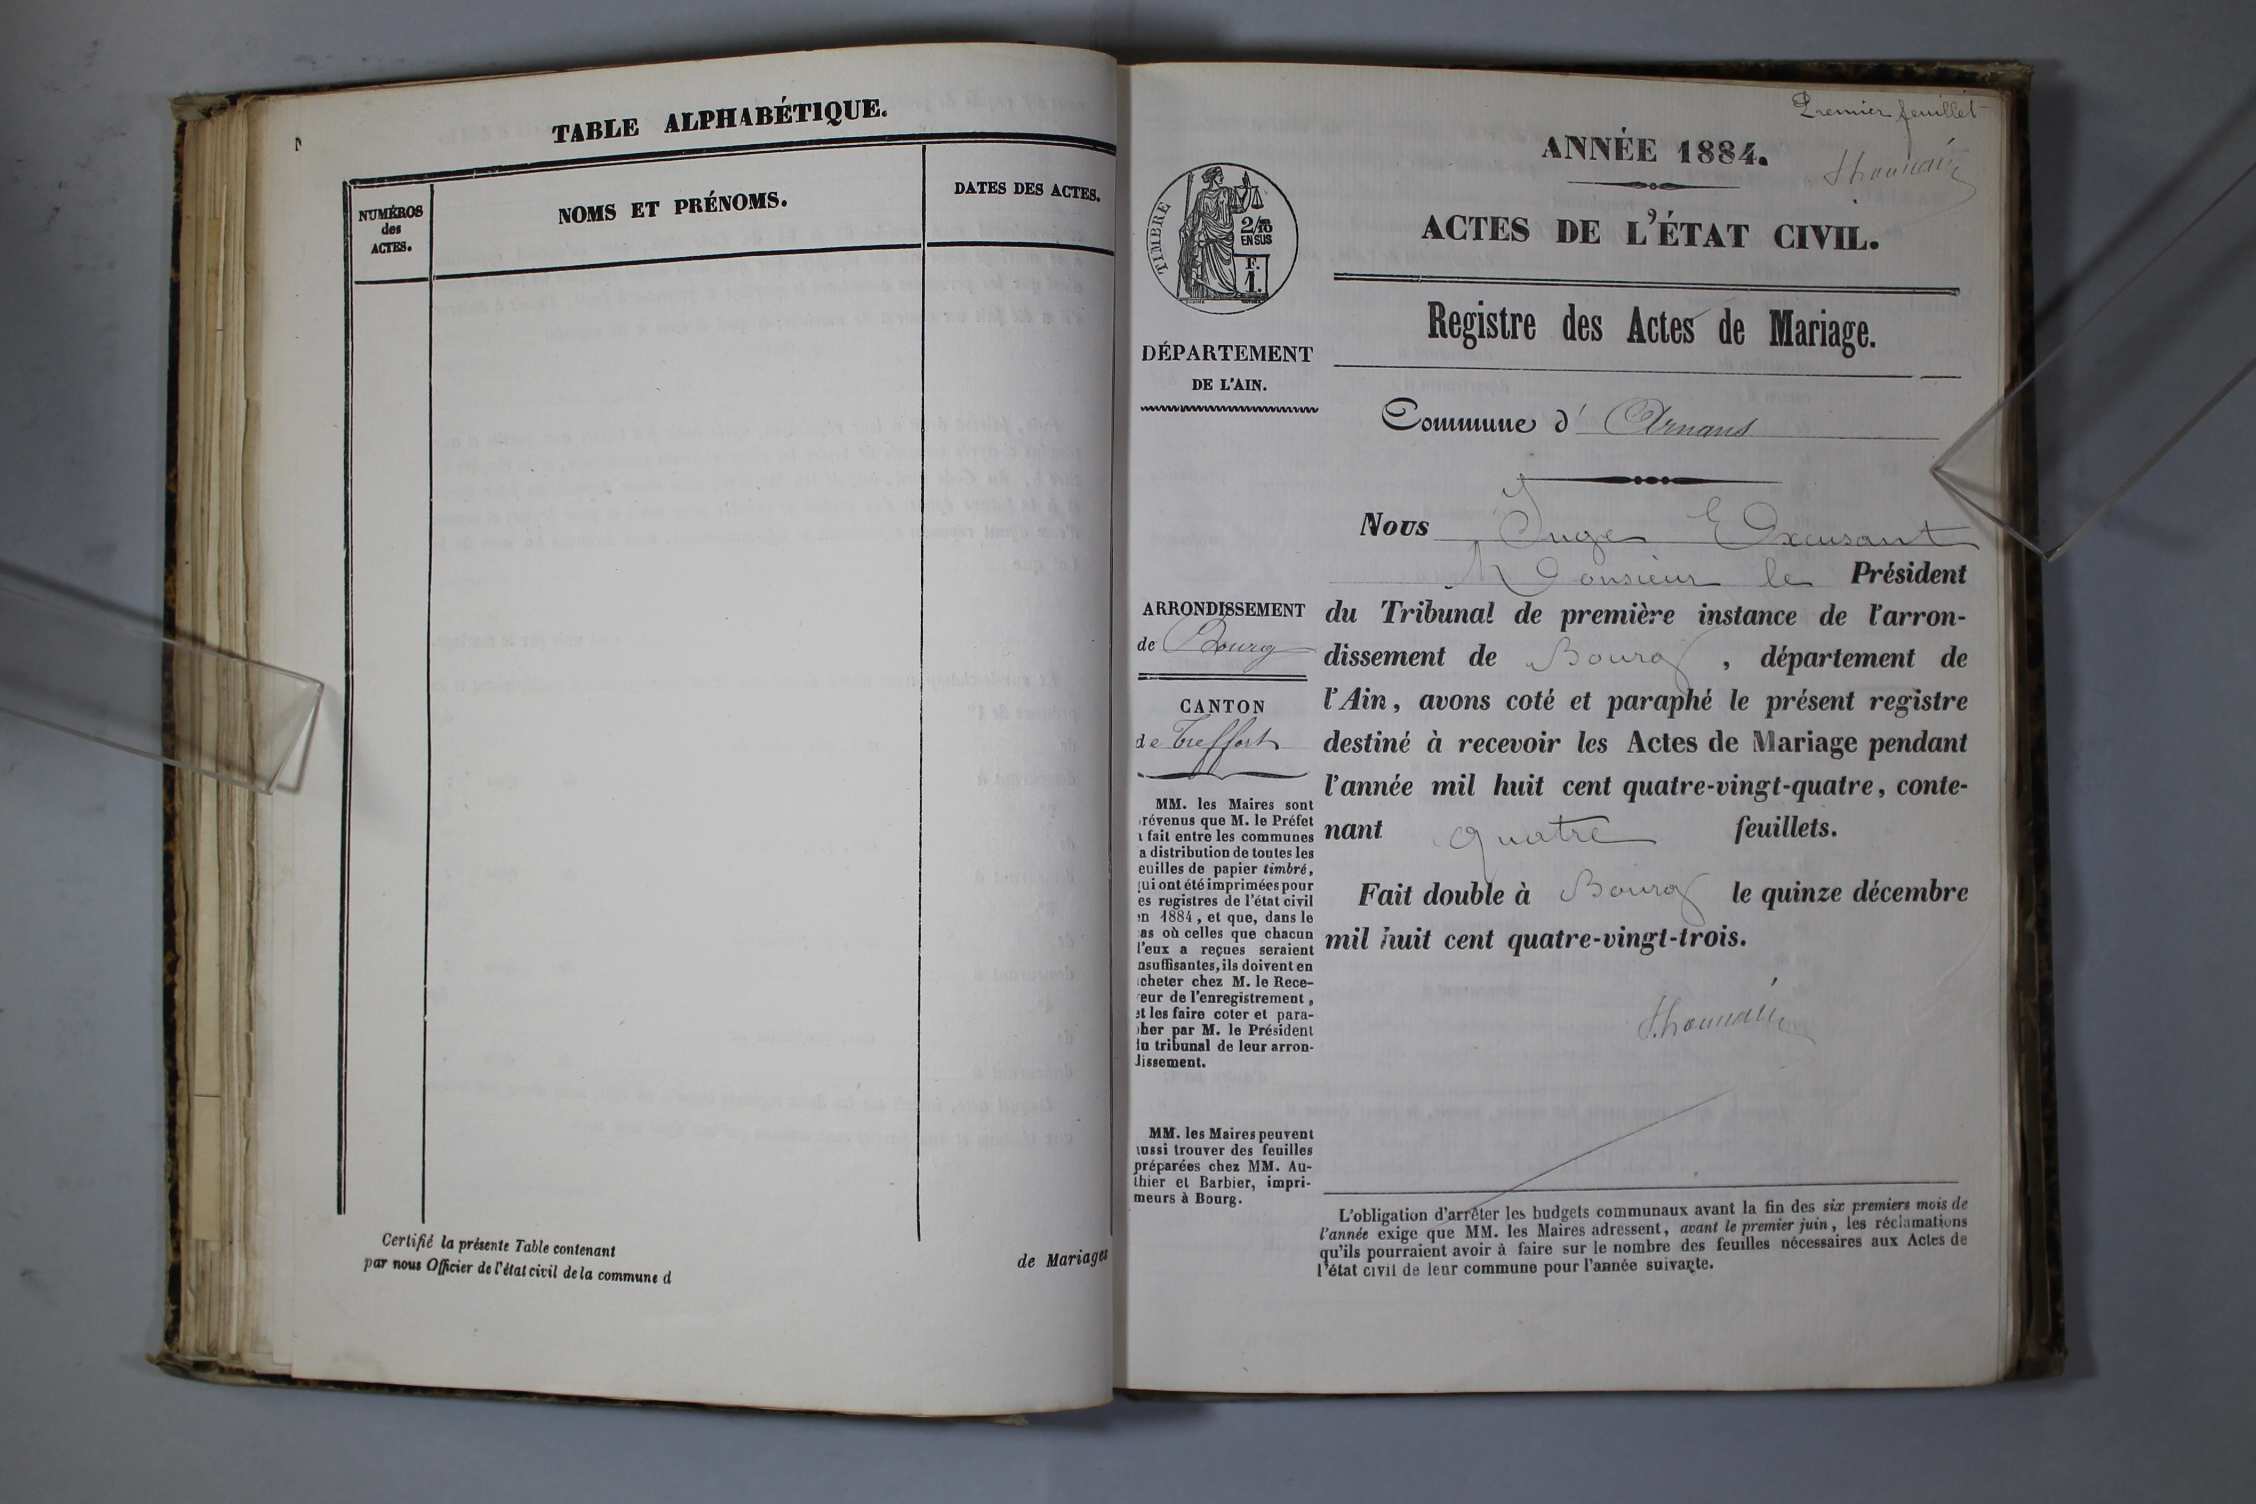 TABLE ALPHABÉTIQUE.
NUMÉROS
des
ACTES.
NOMS ET PRÉNOMS.
DATES DES ACTES.
Certifié la présente Table contenant
de Mariages
par nous Officier de l'état civil de la commune d
Premier feuillet
ANNÉE 1884.
ACTES DE L'ÉTAT CIVIL.
Registre des Actes de Mariage.
TIMBRE
2/10
EN SUS
F.
1.
DÉPARTEMENT
DE L'AIN.
Commune d' Arnans
ARRONDISSEMENT
de Bourg
CANTON
de Treffort
MM. les Maires sont
révenus que M. le Préfet
a fait entre les communes
a distribution de toutes les
euilles de papier timbré,
qui ont été imprimées pour
es registres de l'état civil
en 1884, et que, dans le
as où celles que chacun
d'eux a reçues seraient
nsuffisantes, ils doivent en
cheter chez M. le Rece-
veur de l'enregistrement,
et les faire coter et para-
pher par M. le Président
du tribunal de leur arron-
dissement.
MM. les Maires peuvent
aussi trouver des feuilles
préparées chez MM. Au-
thier et Barbier, impri-
meurs à Bourg.
Nous Juge Excusant
Monsieur le Président
du Tribunal de première instance de l'arron-
dissement de Bourg, département de
l'Ain, avons coté et paraphé le présent registre
destiné à recevoir les Actes de Mariage pendant
l'année mil huit cent quatre-vingt-quatre, conte-
nant quatre feuillets.
Fait double à Bourg le quinze décembre
mil huit cent quatre-vingt-trois.
L'obligation d'arrêter les budgets communaux avant la fin des six premiers mois de
l'année exige que MM. les Maires adressent, avant le premier juin, les réclamations
qu'ils pourraient avoir à faire sur le nombre des feuilles nécessaires aux Actes de
l'état civil de leur commune pour l'année suivante.